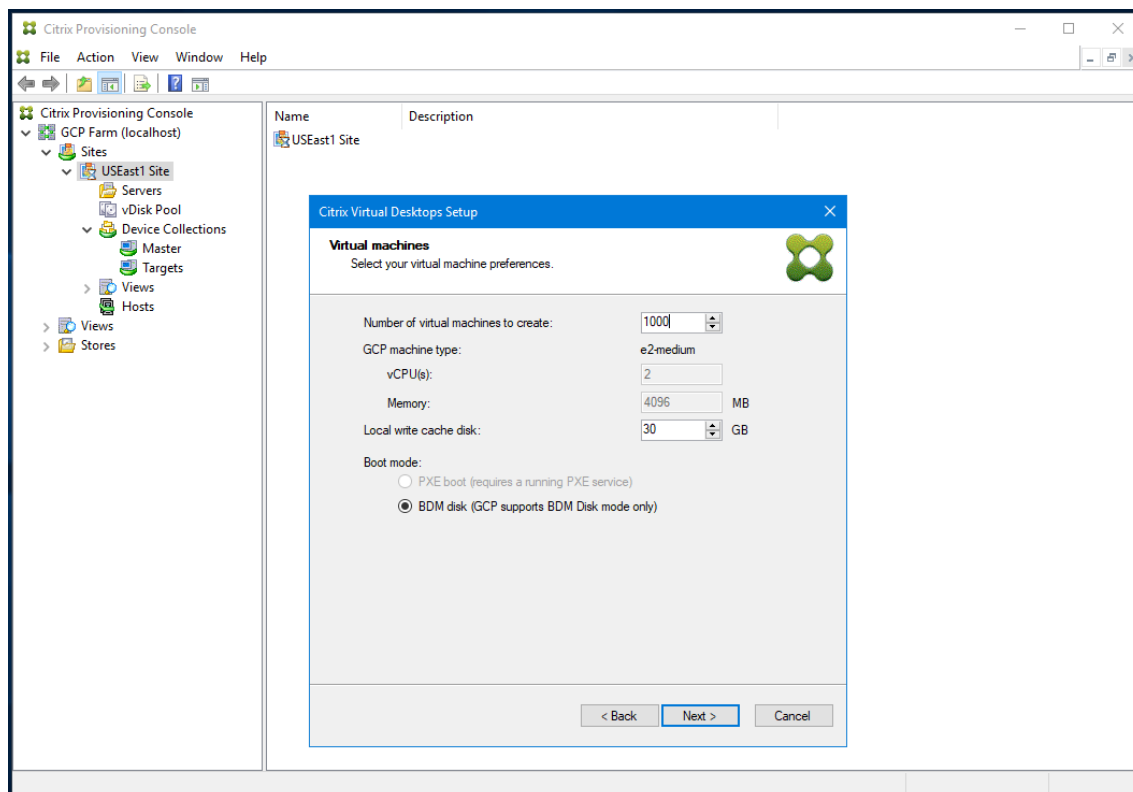 Citrix Provisioning Console
File Action View Window Help
Citrix Provisioning Console
GCP Farm (localhost)
Sites
USEast1 Site
Servers
vDisk Pool
Device Collections
Master
Targets
Views
Hosts
Views
Stores
Name Description
USEast1 Site
Citrix Virtual Desktops Setup
Virtual machines
Select your virtual machine preferences.
Number of virtual machines to create: 1000
GCP machine type: e2-medium
vCPU(s): 2
Memory: 4096 MB
Local write cache disk: 30 GB
Boot mode:
PXE boot (requires a running PXE service)
BDM disk (GCP supports BDM Disk mode only)
< Back Next > Cancel